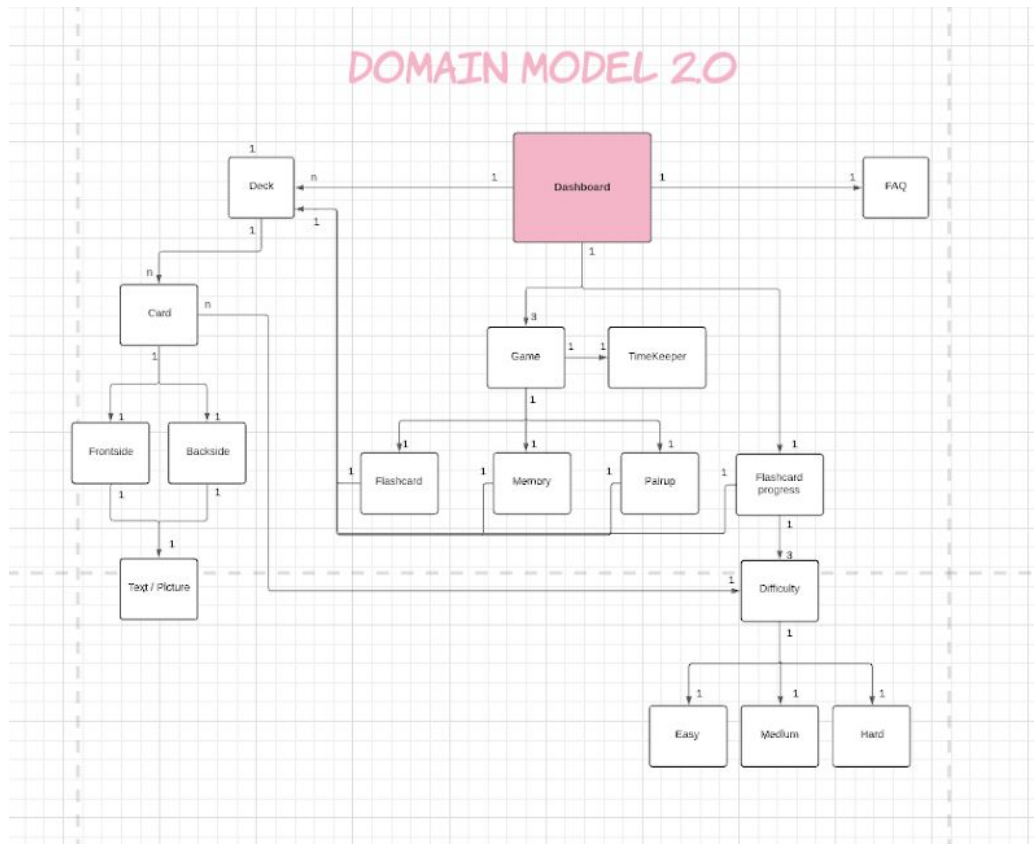 DOMAIN MODEL 2.0
1
Deck
n
1
Dashboard
1
1
FAQ
1
1
1
n
Card
n
3
Game
1
1
TimeKeeper
1
1
1
Frontside
Backside
1
1
1
1
1
1
Flashcard
1
Memory
1
Pairup
1
1
1
Flashcard
progress
1
1
1
1
3
Text / Picture
1
Difficulty
1
1
1
1
Easy
Medium
Hard